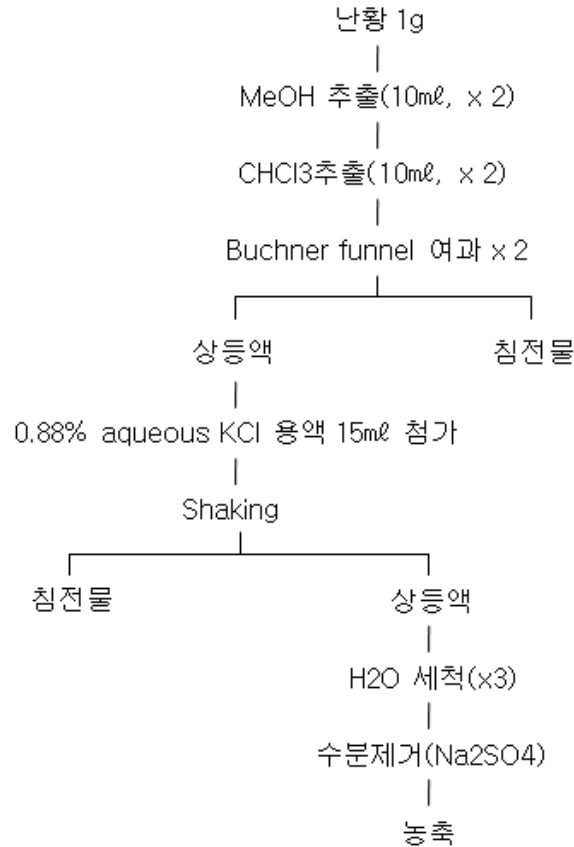 난황 1g
MeOH 추출(10㎖, x 2)
CHCl3추출(10㎖, x 2)
Buchner funnel 여과 x 2
상등액 침전물
0.88% aqueous KCl 용액 15㎖ 첨가
Shaking
침전물 상등액
H2O 세척(x3)
수분제거(Na2SO4)
농축